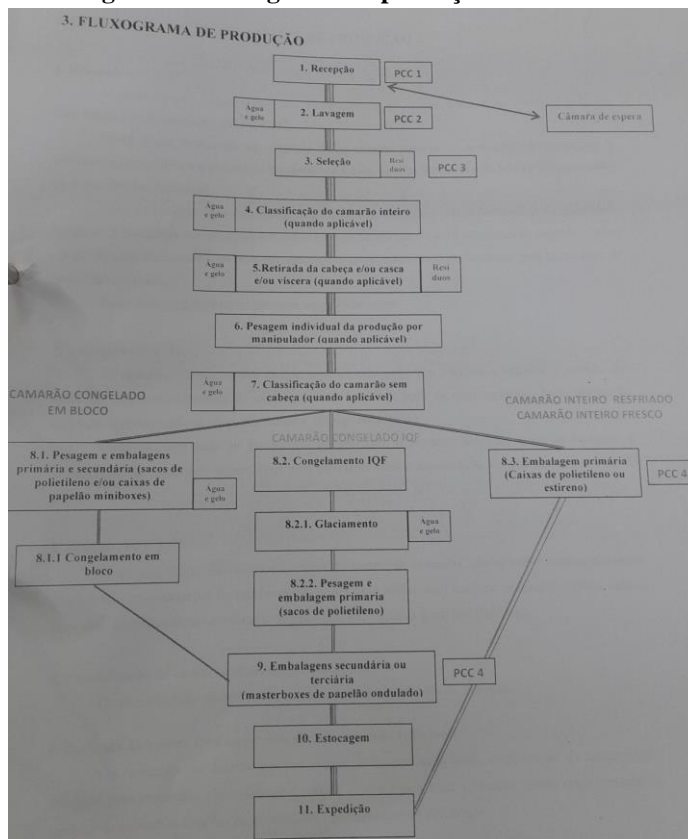 3. FLUXOGRAMA DE PRODUÇÃO
1. Recepção
PCC 1
Câmara de espera
Água
e gelo
2. Lavagem
PCC 2
3. Seleção
Resi
duos
PCC 3
Água
e gelo
4. Classificação do camarão inteiro
(quando aplicável)
Água
e gelo
5.Retirada da cabeça e/ou casca
e/ou víscera (quando aplicável)
Resi
duos
6. Pesagem individual da produção por
manipulador (quando aplicável)
Água
e gelo
7. Classificação do camarão sem
cabeça (quando aplicável)
CAMARÃO CONGELADO
EM BLOCO
CAMARÃO INTEIRO RESFRIADO
CAMARÃO INTEIRO FRESCO
CAMARÃO CONGELADO IQF
8.1. Pesagem e embalagens
primária e secundária (sacos de
polietileno e/ou caixas de
papelão miniboxes)
Água
e gelo
8.2. Congelamento IQF
8.3. Embalagem primária
(Caixas de polietileno ou
estireno)
PCC 4
8.2.1. Glaciamento
Água
e gelo
8.1.1 Congelamento em
bloco
8.2.2. Pesagem e
embalagem primaria
(sacos de polietileno)
9. Embalagens secundária ou
terciária
(masterboxes de papelão ondulado)
PCC 4
10. Estocagem
11. Expedição